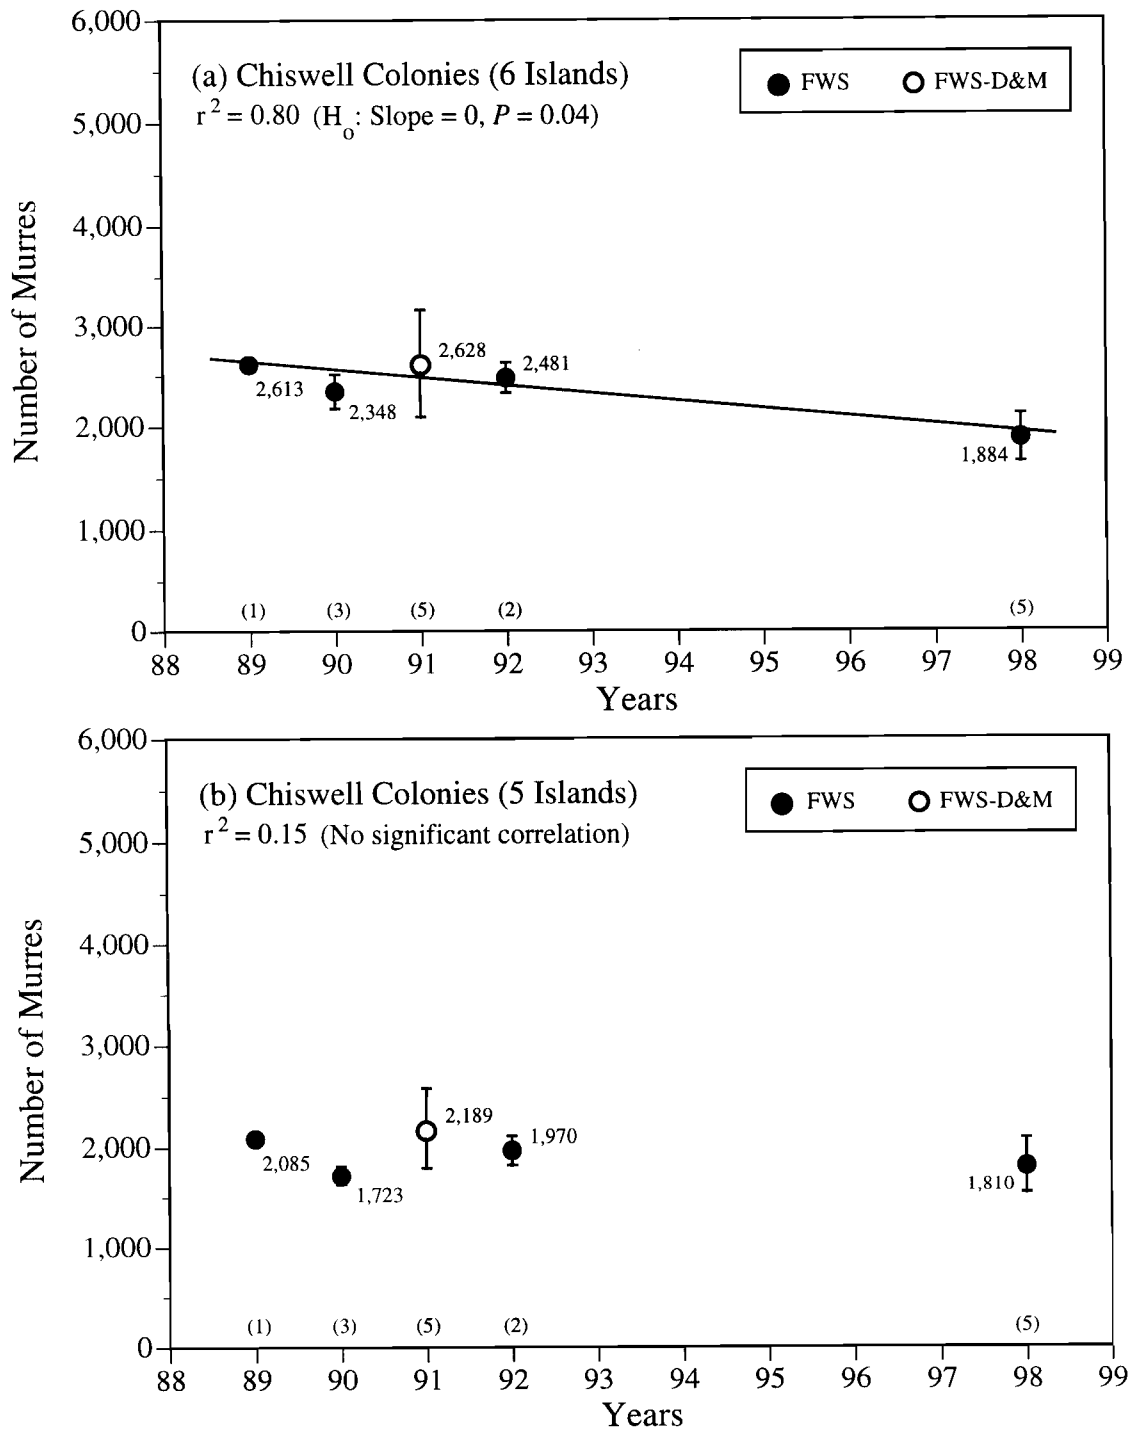 6,000
(a) Chiswell Colonies (6 Islands)
r² = 0.80 (Hₒ: Slope = 0, P = 0.04)
FWS
FWS-D&M
5,000
4,000
3,000
2,000
1,000
0
Number of Murres
2,613
2,348
2,628
2,481
1,884
(1) (3) (5) (2) (5)
88 89 90 91 92 93 94 95 96 97 98 99
Years
6,000
(b) Chiswell Colonies (5 Islands)
r² = 0.15 (No significant correlation)
FWS
FWS-D&M
5,000
4,000
3,000
2,000
1,000
0
Number of Murres
2,085
1,723
2,189
1,970
1,810
(1) (3) (5) (2) (5)
88 89 90 91 92 93 94 95 96 97 98 99
Years